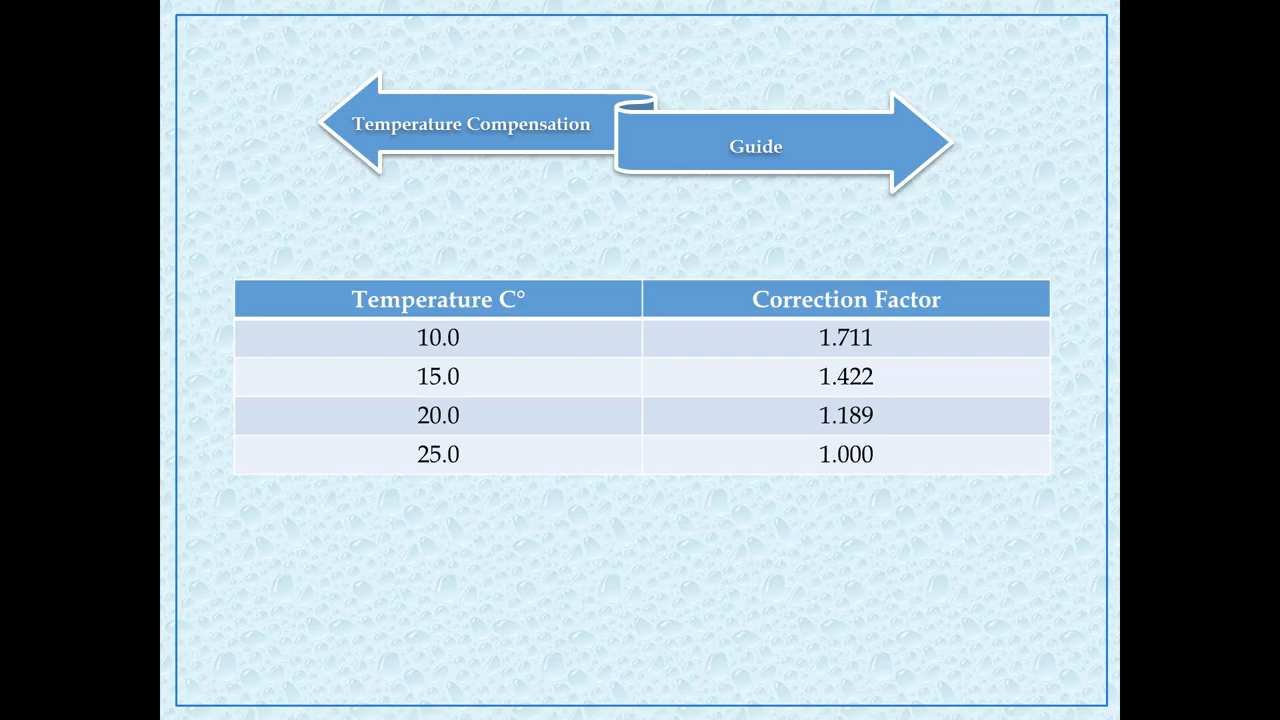 Temperature Compensation
Guide
Temperature C° Correction Factor
10.0 1.711
15.0 1.422
20.0 1.189
25.0 1.000